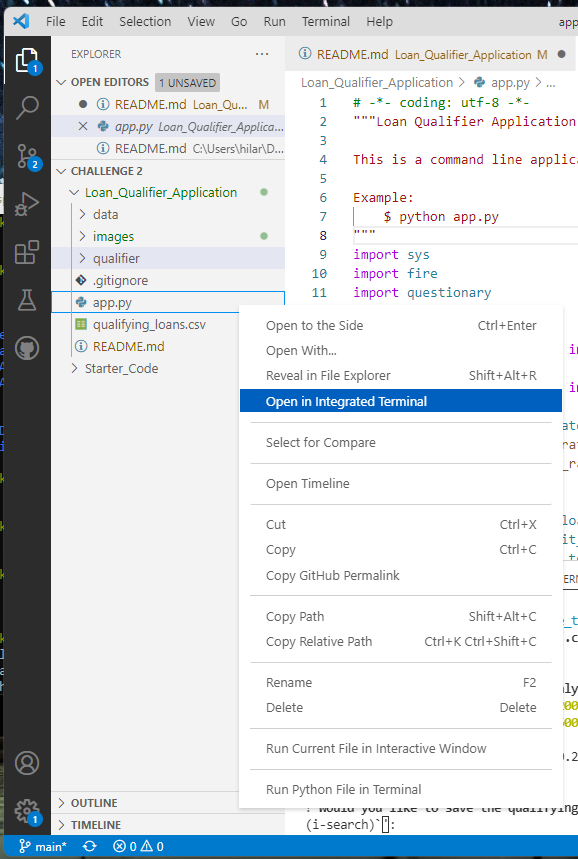 File Edit Selection View Go Run Terminal Help app
EXPLORER ...
README.md Loan_Qualifier_Application M
OPEN EDITORS 1 UNSAVED
README.md Loan_Qu... M
app.py Loan_Qualifier_Applica...
README.md C:\Users\hilar\D...
CHALLENGE 2
Loan_Qualifier_Application
data
images
qualifier
.gitignore
app.py
qualifying_loans.csv
README.md
Starter_Code
Loan_Qualifier_Application > app.py > ...
1 # -*- coding: utf-8 -*-
2 """Loan Qualifier Application
3
4 This is a command line applica
5
6 Example:
7 $ python app.py
8 """
9 import sys
10 import fire
11 import questionary
Open to the Side Ctrl+Enter
Open With...
Reveal in File Explorer Shift+Alt+R
Open in Integrated Terminal
Select for Compare
Open Timeline
Cut Ctrl+X
Copy Ctrl+C
Copy GitHub Permalink
Copy Path Shift+Alt+C
Copy Relative Path Ctrl+K Ctrl+Shift+C
Rename F2
Delete Delete
Run Current File in Interactive Window
Run Python File in Terminal
! Would you like to save the qualifying
(i-search)`':
OUTLINE
TIMELINE
1
2
1
main* 0 0